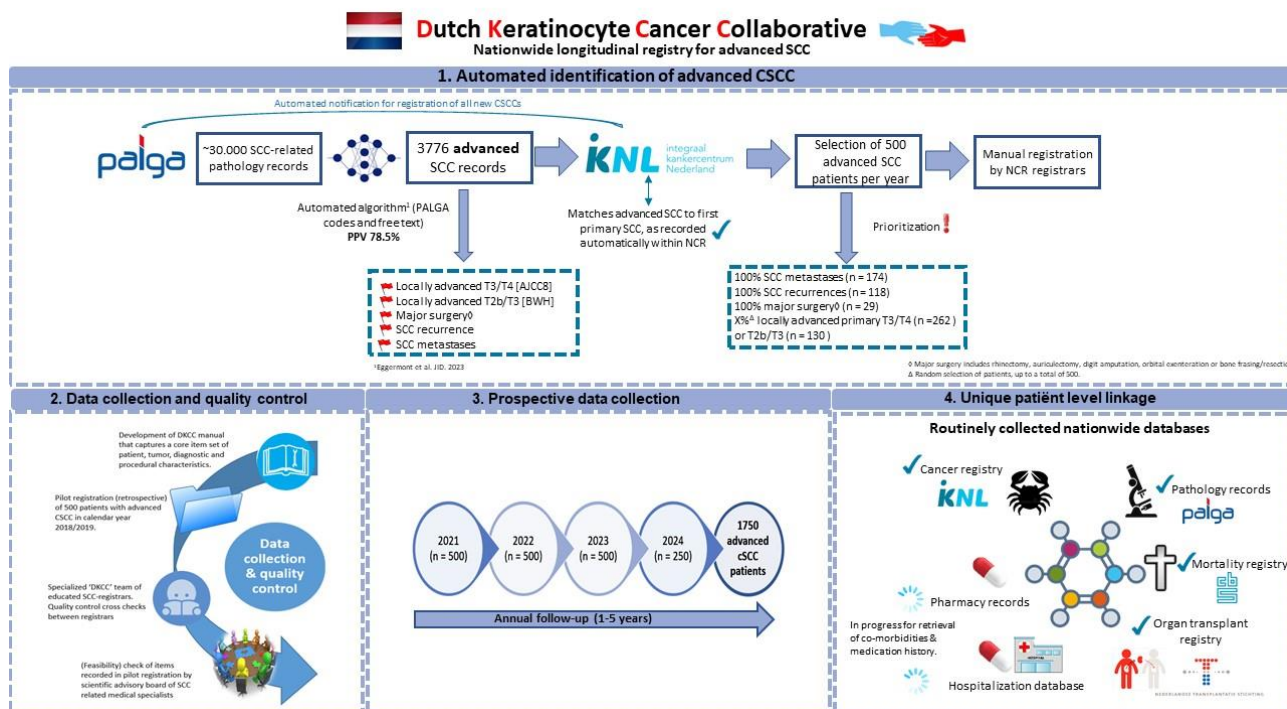 Dutch Keratinocyte Cancer Collaborative
Nationwide longitudinal registry for advanced SCC
1. Automated identification of advanced CSCC
Automated notification for registration of all new CSCCs
palga
~30.000 SCC-related
pathology records
3776 advanced
SCC records
iKNL
integraal
kankercentrum
Nederland
Selection of 500
advanced SCC
patients per year
Manual registration
by NCR registrars
Automated algorithm¹ (PALGA
codes and free text)
PPV 78.5%
Matches advanced SCC to first
primary SCC, as recorded
automatically within NCR
Prioritization
Locally advanced T3/T4 [AJCC8]
Locally advanced T2b/T3 [BWH]
Major surgery◊
SCC recurrence
SCC metastases
¹Eggermont et al. JID. 2023
100% SCC metastases (n = 174)
100% SCC recurrences (n = 118)
100% major surgery◊ (n = 29)
X%Δ locally advanced primary T3/T4 (n =262 )
or T2b/T3 (n = 130 )
◊ Major surgery includes rhinectomy, auriculectomy, digit amputation, orbital exenteration or bone frasing/resectio
Δ Random selection of patients, up to a total of 500.
2. Data collection and quality control
Development of DKCC manual
that captures a core item set of
patient, tumor, diagnostic and
procedural characteristics.
Pilot registration (retrospective)
of 500 patients with advanced
CSCC in calendar year
2018/2019.
Data
collection
& quality
control
Specialized 'DKCC' team of
educated SCC-registrars.
Quality control cross checks
between registrars
(Feasibility) check of items
recorded in pilot registration by
scientific advisory board of SCC
related medical specialists
3. Prospective data collection
2021
(n = 500)
2022
(n = 500)
2023
(n = 500)
2024
(n = 250)
1750
advanced
cSCC
patients
Annual follow-up (1-5 years)
4. Unique patiënt level linkage
Routinely collected nationwide databases
Cancer registry
iKNL
Pathology records
palga
Mortality registry
cbs
Pharmacy records
In progress for retrieval
of co-morbidities &
medication history.
Organ transplant
registry
HOSPITAL
Hospitalization database
NEDERLANDSE TRANSPLANTATIE STICHTING